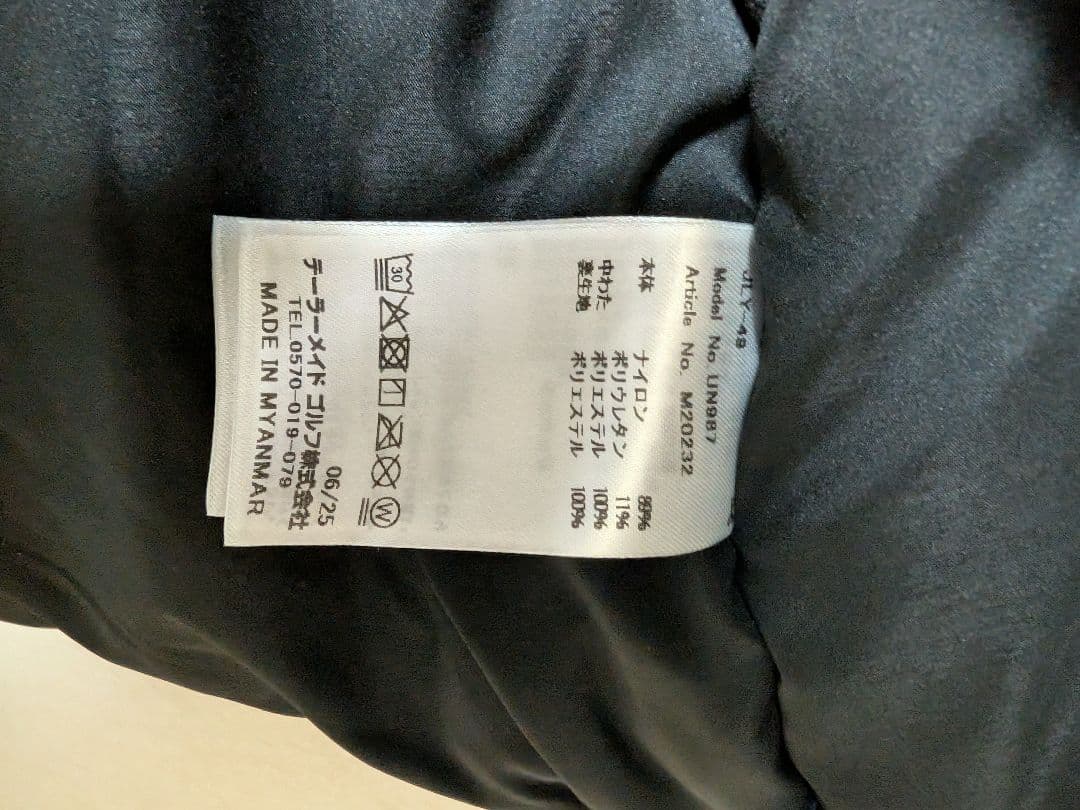 JLY-49
Model No. UN987
Article No. M20232
本体 ナイロン 89%
ポリウレタン 11%
中わた ポリエステル 100%
裏生地 ポリエステル 100%
30
W
06/25
テーラーメイド ゴルフ株式会社
TEL.0570-019-079
MADE IN MYANMAR